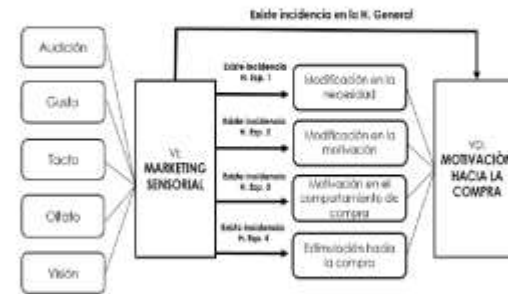 Existe incidencia en la H. General
Audición
Gusto
Tacto
Olfato
Visión
VI:
MARKETING
SENSORIAL
Existe incidencia
H. Esp. 1
Existe incidencia
H. Esp. 2
Existe incidencia
H. Esp. 3
Existe incidencia
H. Esp. 4
Modificación en la
necesidad
Modificación en la
motivación
Motivación en el
comportamiento de
compra
Estimulación hacia
la compra
VD:
MOTIVACIÓN
HACIA LA
COMPRA